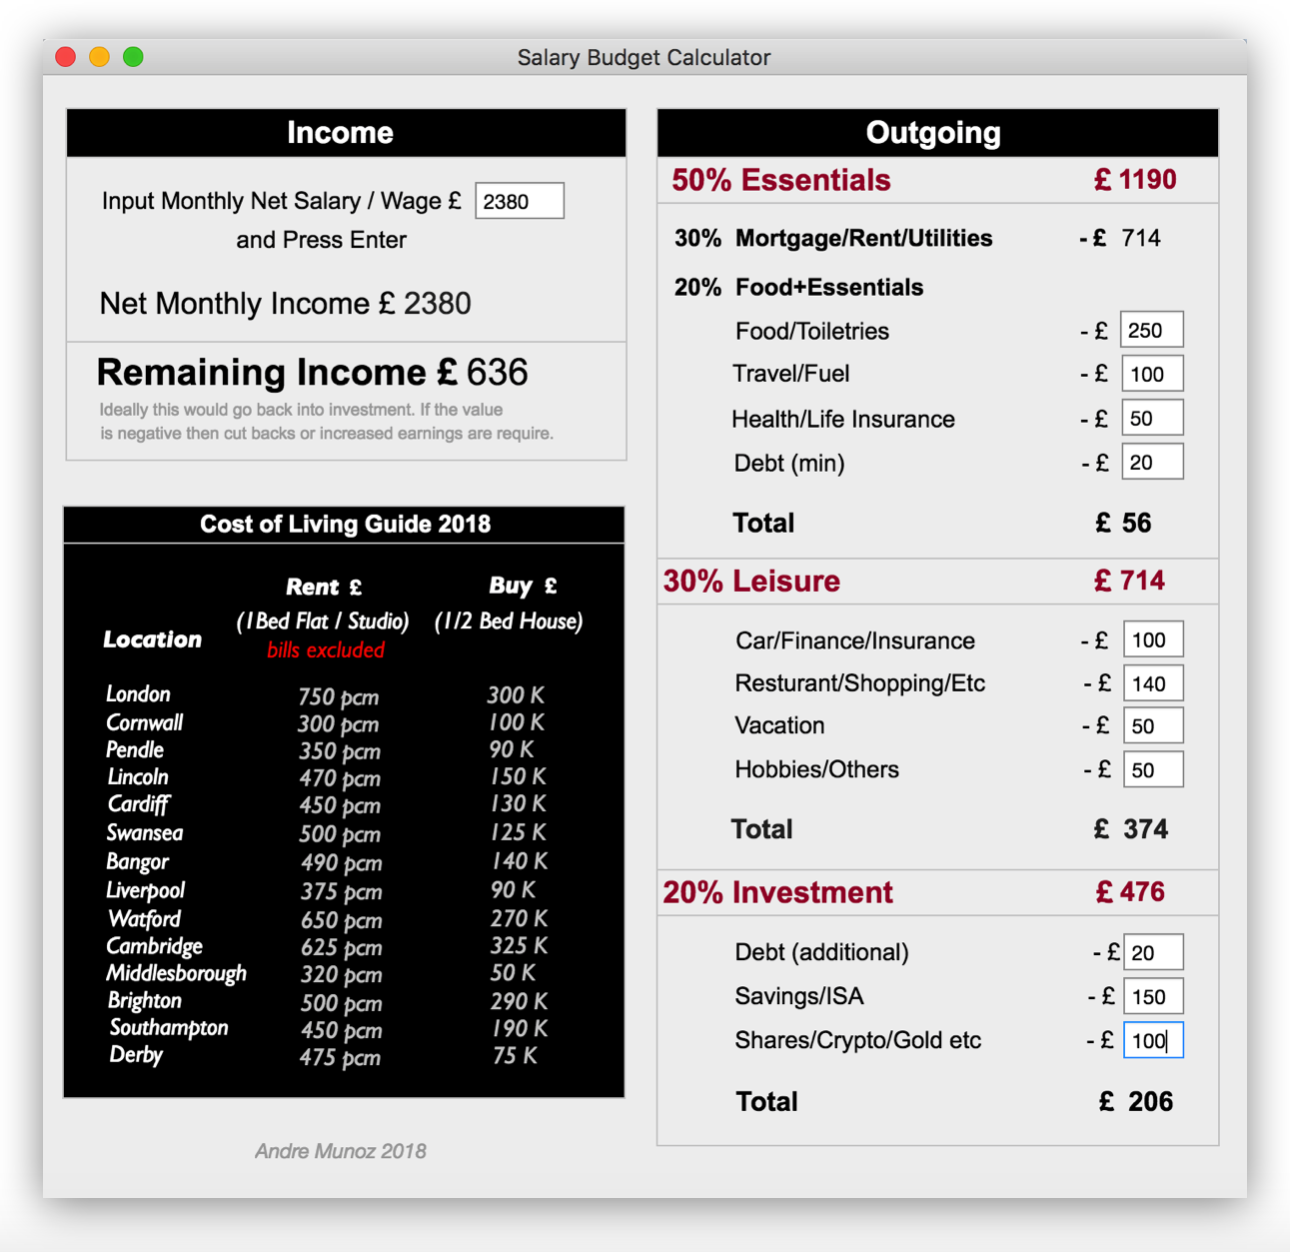 Salary Budget Calculator
Income
Input Monthly Net Salary / Wage £ 2380
and Press Enter
Net Monthly Income £ 2380
Remaining Income £ 636
Ideally this would go back into investment. If the value
is negative then cut backs or increased earnings are require.
Cost of Living Guide 2018
Rent £ Buy £
(1Bed Flat / Studio) (1/2 Bed House)
Location
bills excluded
London 750 pcm 300 K
Cornwall 300 pcm 100 K
Pendle 350 pcm 90 K
Lincoln 470 pcm 150 K
Cardiff 450 pcm 130 K
Swansea 500 pcm 125 K
Bangor 490 pcm 140 K
Liverpool 375 pcm 90 K
Watford 650 pcm 270 K
Cambridge 625 pcm 325 K
Middlesborough 320 pcm 50 K
Brighton 500 pcm 290 K
Southampton 450 pcm 190 K
Derby 475 pcm 75 K
Andre Munoz 2018
Outgoing
50% Essentials £ 1190
30% Mortgage/Rent/Utilities - £ 714
20% Food+Essentials
Food/Toiletries - £ 250
Travel/Fuel - £ 100
Health/Life Insurance - £ 50
Debt (min) - £ 20
Total £ 56
30% Leisure £ 714
Car/Finance/Insurance - £ 100
Resturant/Shopping/Etc - £ 140
Vacation - £ 50
Hobbies/Others - £ 50
Total £ 374
20% Investment £ 476
Debt (additional) - £ 20
Savings/ISA - £ 150
Shares/Crypto/Gold etc - £ 100
Total £ 206